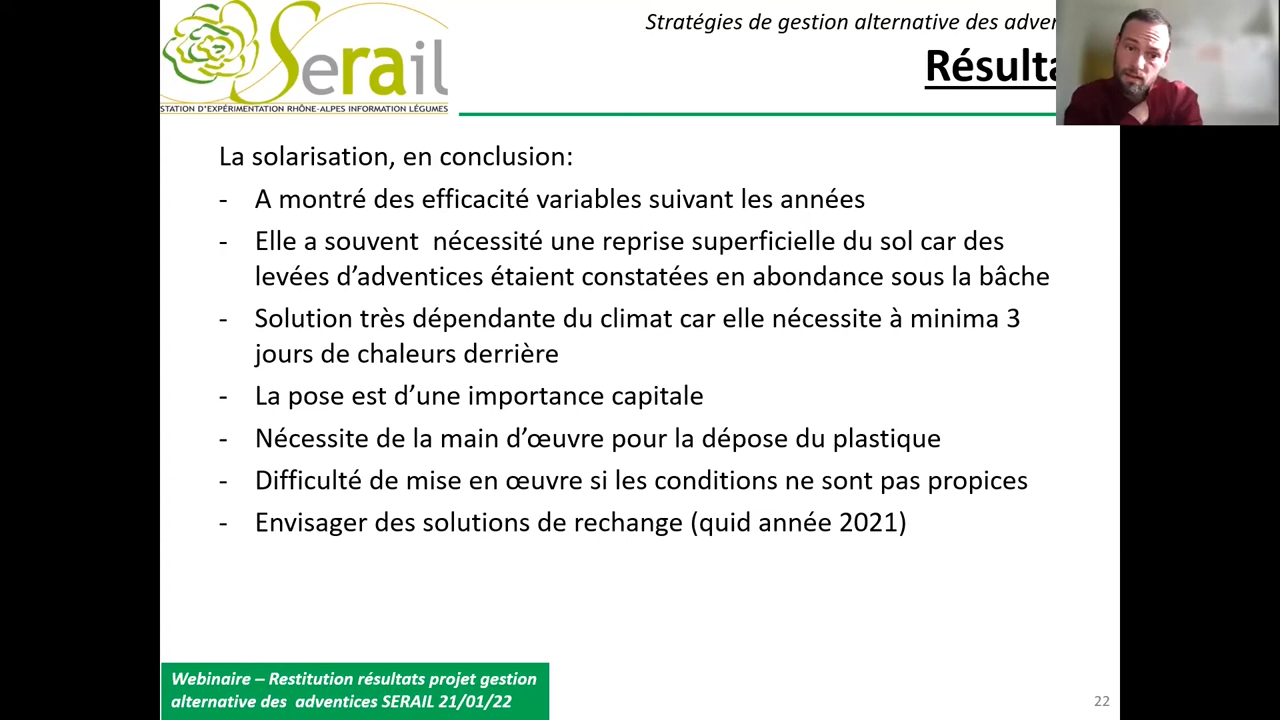 Stratégies de gestion alternative des adven
Serail
STATION D'EXPÉRIMENTATION RHÔNE-ALPES INFORMATION LÉGUMES
Résulta
La solarisation, en conclusion:
- A montré des efficacité variables suivant les années
- Elle a souvent nécessité une reprise superficielle du sol car des
levées d’adventices étaient constatées en abondance sous la bâche
- Solution très dépendante du climat car elle nécessite à minima 3
jours de chaleurs derrière
- La pose est d’une importance capitale
- Nécessite de la main d’œuvre pour la dépose du plastique
- Difficulté de mise en œuvre si les conditions ne sont pas propices
- Envisager des solutions de rechange (quid année 2021)
Webinaire – Restitution résultats projet gestion
alternative des adventices SERAIL 21/01/22
22